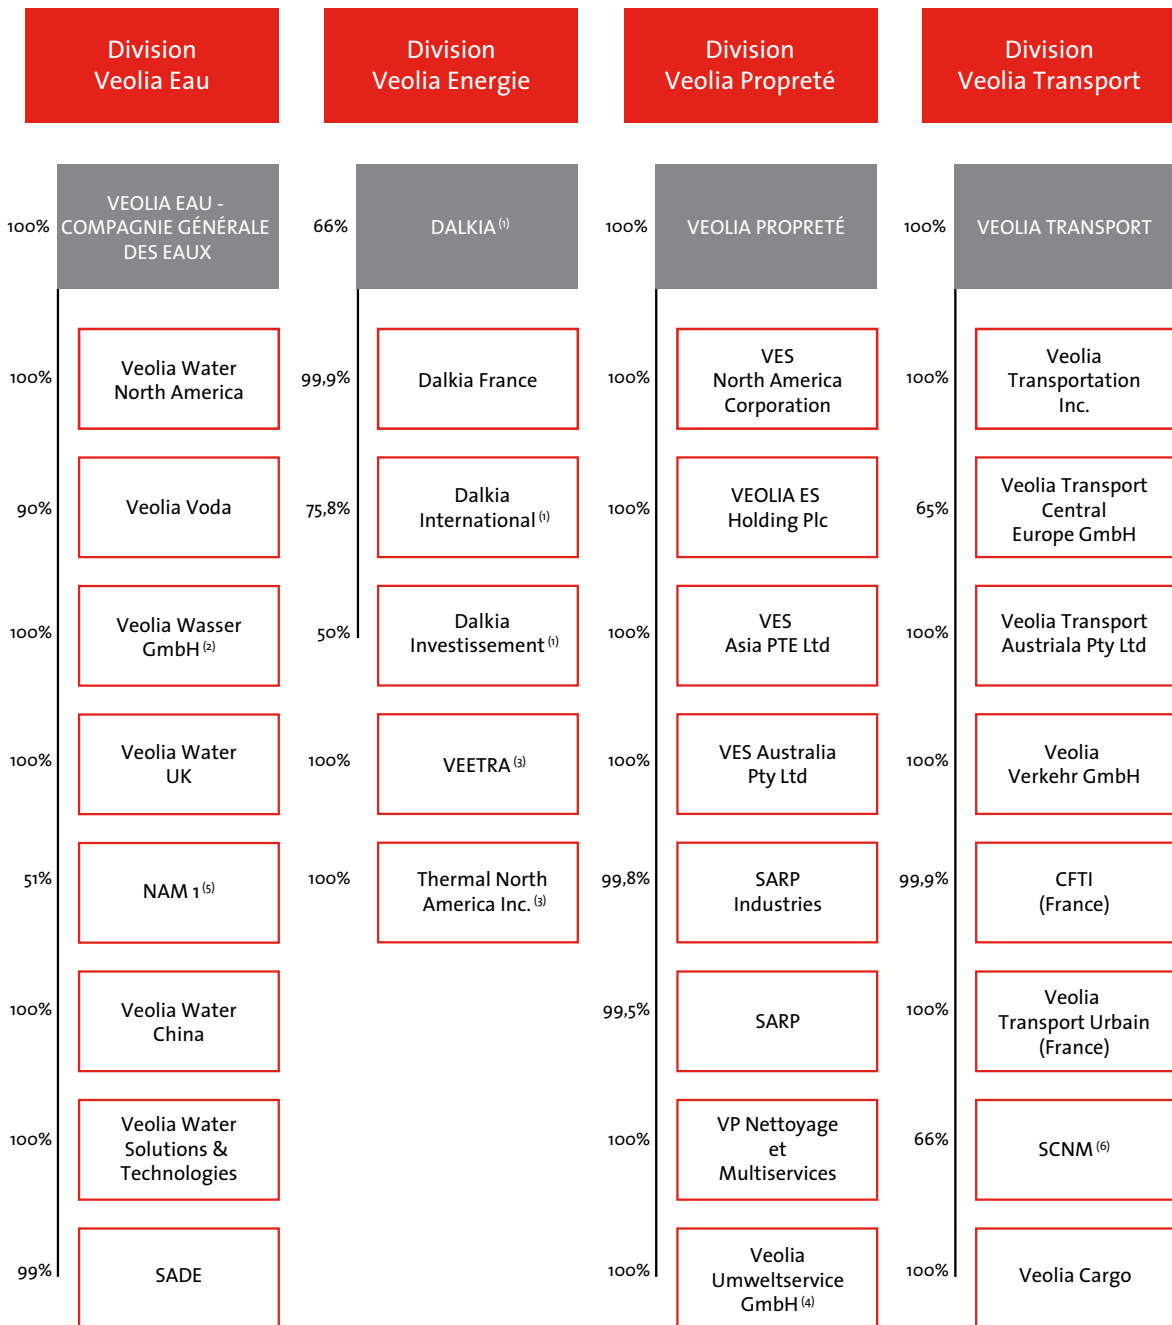 Division
Veolia Eau
Division
Veolia Energie
Division
Veolia Propreté
Division
Veolia Transport
100%
VEOLIA EAU -
COMPAGNIE GÉNÉRALE
DES EAUX
66%
DALKIA (1)
100%
VEOLIA PROPRETÉ
100%
VEOLIA TRANSPORT
100%
Veolia Water
North America
99,9%
Dalkia France
100%
VES
North America
Corporation
100%
Veolia
Transportation
Inc.
90%
Veolia Voda
75,8%
Dalkia
International (1)
100%
VEOLIA ES
Holding Plc
65%
Veolia Transport
Central
Europe GmbH
100%
Veolia Wasser
GmbH (2)
50%
Dalkia
Investissement (1)
100%
VES
Asia PTE Ltd
100%
Veolia Transport
Austriala Pty Ltd
100%
Veolia Water
UK
100%
VEETRA (3)
100%
VES Australia
Pty Ltd
100%
Veolia
Verkehr GmbH
51%
NAM 1 (5)
100%
Thermal North
America Inc. (3)
99,8%
SARP
Industries
99,9%
CFTI
(France)
100%
Veolia Water
China
99,5%
SARP
100%
Veolia
Transport Urbain
(France)
100%
Veolia Water
Solutions &
Technologies
100%
VP Nettoyage
et
Multiservices
66%
SCNM (6)
99%
SADE
100%
Veolia
Umweltservice
GmbH (4)
100%
Veolia Cargo